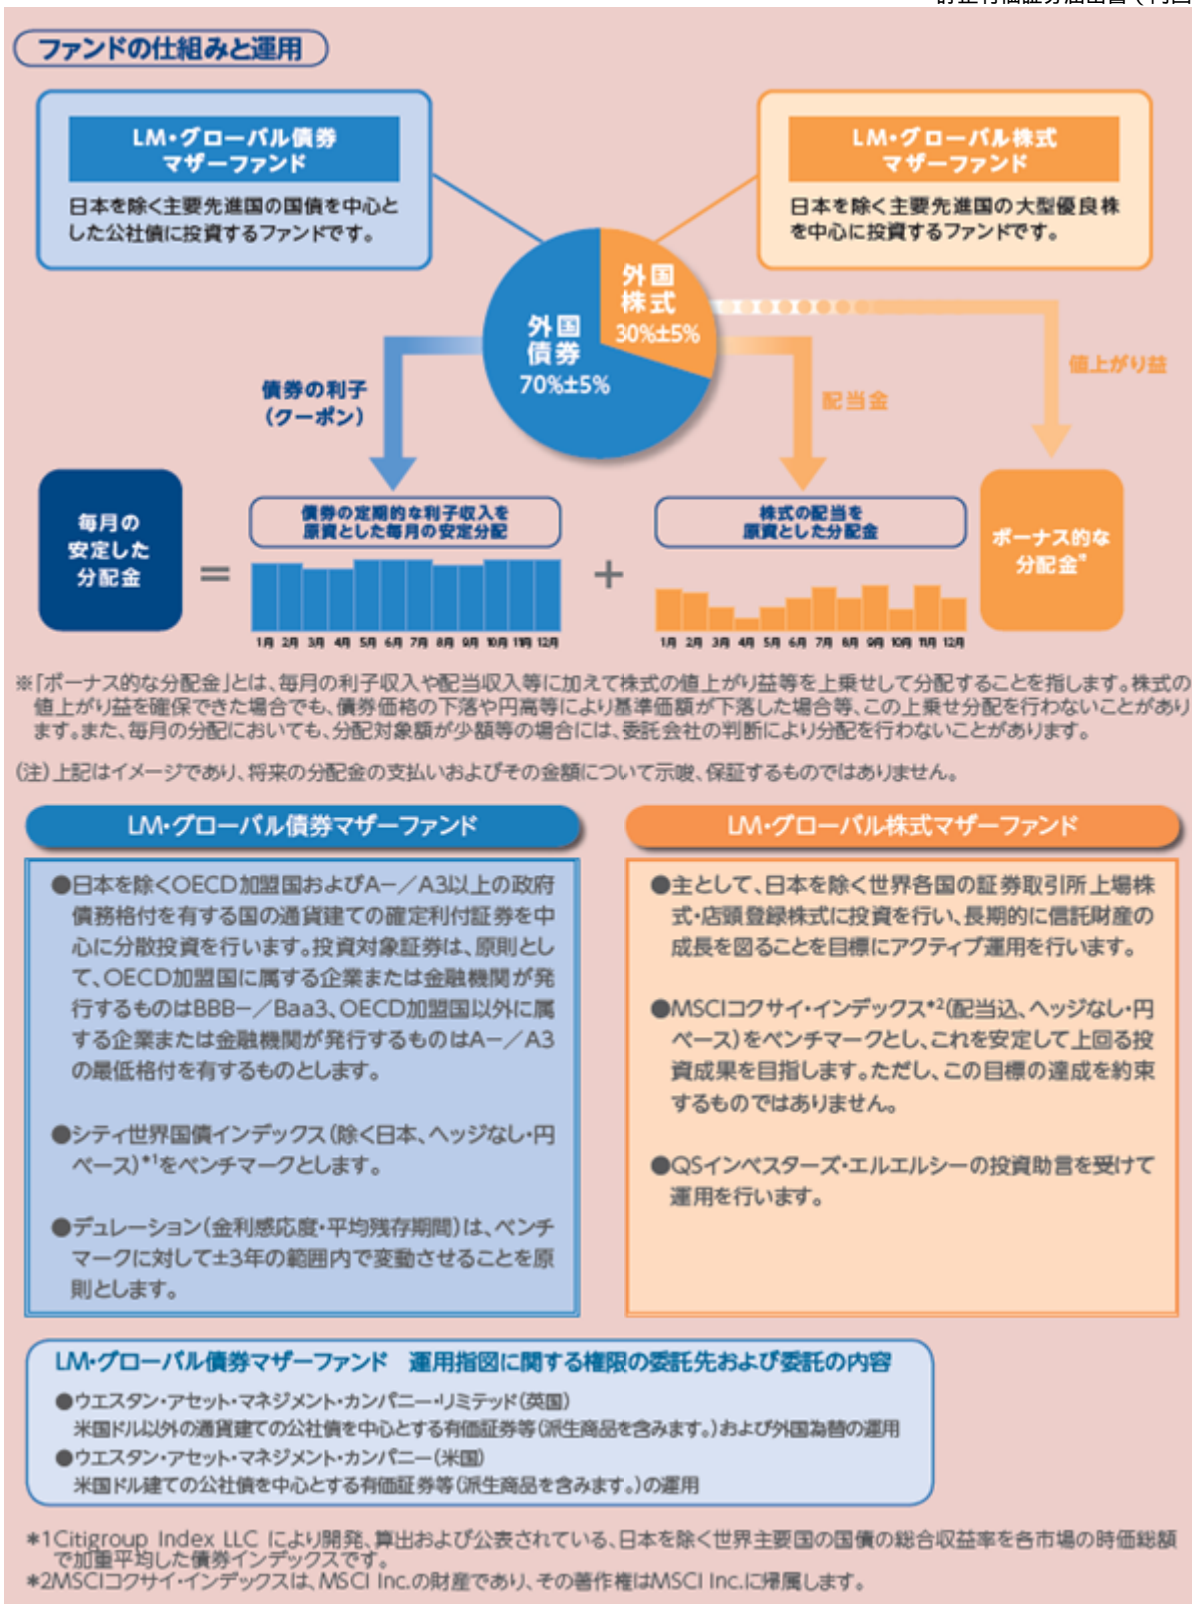 ファンドの仕組みと運用
LM・グローバル債券
マザーファンド
日本を除く主要先進国の国債を中心と
した公社債に投資するファンドです。
LM・グローバル株式
マザーファンド
日本を除く主要先進国の大型優良株
を中心に投資するファンドです。
外国
株式
30%±5%
外国
債券
70%±5%
債券の利子
(クーポン)
配当金
値上がり益
毎月の
安定した
分配金
=
債券の定期的な利子収入を
原資とした毎月の安定分配
1月 2月 3月 4月 5月 6月 7月 8月 9月 10月 11月 12月
+
株式の配当を
原資とした分配金
1月 2月 3月 4月 5月 6月 7月 8月 9月 10月 11月 12月
ボーナス的な
分配金※
※「ボーナス的な分配金」とは、毎月の利子収入や配当収入等に加えて株式の値上がり益等を上乗せして分配することを指します。株式の
値上がり益を確保できた場合でも、債券価格の下落や円高等により基準価額が下落した場合等、この上乗せ分配を行わないことがあり
ます。また、毎月の分配においても、分配対象額が少額等の場合には、委託会社の判断により分配を行わないことがあります。
(注)上記はイメージであり、将来の分配金の支払いおよびその金額について示唆、保証するものではありません。
LM・グローバル債券マザーファンド
●日本を除くOECD加盟国およびA−/A3以上の政府
債務格付を有する国の通貨建ての確定利付証券を中
心に分散投資を行います。投資対象証券は、原則とし
て、OECD加盟国に属する企業または金融機関が発
行するものはBBB−/Baa3、OECD加盟国以外に属
する企業または金融機関が発行するものはA−/A3
の最低格付を有するものとします。
●シティ世界国債インデックス(除く日本、ヘッジなし・円
ベース)*1をベンチマークとします。
●デュレーション(金利感応度・平均残存期間)は、ベンチ
マークに対して±3年の範囲内で変動させることを原
則とします。
LM・グローバル株式マザーファンド
●主として、日本を除く世界各国の証券取引所上場株
式・店頭登録株式に投資を行い、長期的に信託財産の
成長を図ることを目標にアクティブ運用を行います。
●MSCIコクサイ・インデックス*2(配当込、ヘッジなし・円
ベース)をベンチマークとし、これを安定して上回る投
資成果を目指します。ただし、この目標の達成を約束
するものではありません。
●QSインベスターズ・エルエルシーの投資助言を受けて
運用を行います。
LM・グローバル債券マザーファンド 運用指図に関する権限の委託先および委託の内容
●ウエスタン・アセット・マネジメント・カンパニー・リミテッド(英国)
米国ドル以外の通貨建ての公社債を中心とする有価証券等(派生商品を含みます。)および外国為替の運用
●ウエスタン・アセット・マネジメント・カンパニー(米国)
米国ドル建ての公社債を中心とする有価証券等(派生商品を含みます。)の運用
*1Citigroup Index LLC により開発、算出および公表されている、日本を除く世界主要国の国債の総合収益率を各市場の時価総額
で加重平均した債券インデックスです。
*2MSCIコクサイ・インデックスは、MSCI Inc.の財産であり、その著作権はMSCI Inc.に帰属します。